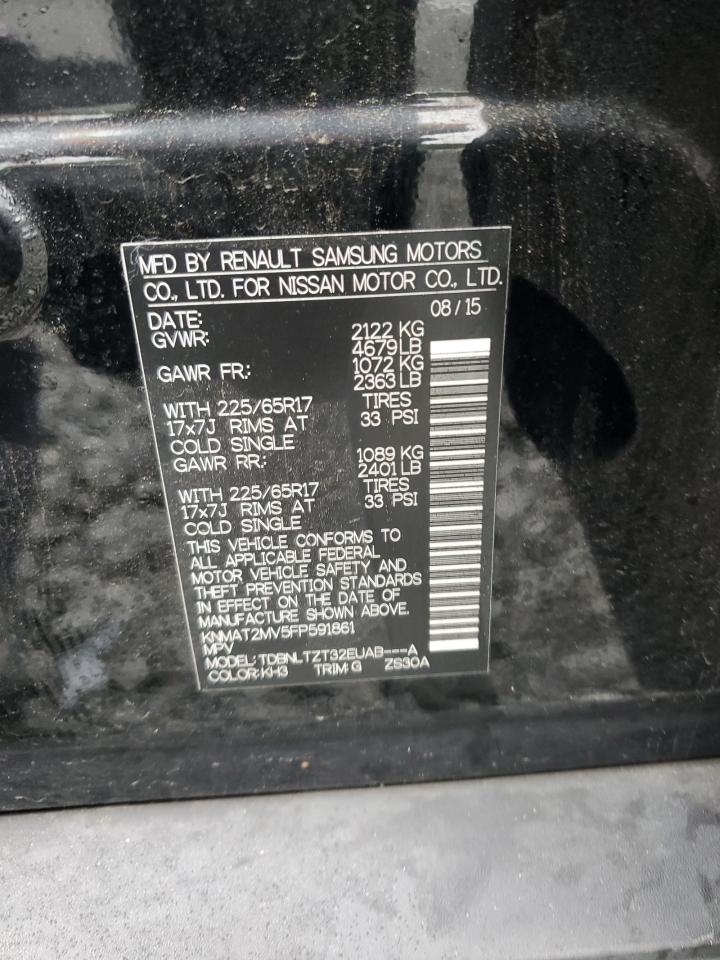 MFD BY RENAULT SAMSUNG MOTORS
CO., LTD. FOR NISSAN MOTOR CO., LTD.
DATE: 08/15
GVWR: 2122 KG
4679 LB
GAWR FR.: 1072 KG
2363 LB
WITH 225/65R17 TIRES
17x7J RIMS AT 33 PSI
COLD SINGLE
GAWR RR.: 1089 KG
2401 LB
WITH 225/65R17 TIRES
17x7J RIMS AT 33 PSI
COLD SINGLE
THIS VEHICLE CONFORMS TO
ALL APPLICABLE FEDERAL
MOTOR VEHICLE SAFETY AND
THEFT PREVENTION STANDARDS
IN EFFECT ON THE DATE OF
MANUFACTURE SHOWN ABOVE.
KNMAT2MV5FP591861
MPV
MODEL: TDBNLTZT32EUAB---A
COLOR: KH3 TRIM: G ZS30A